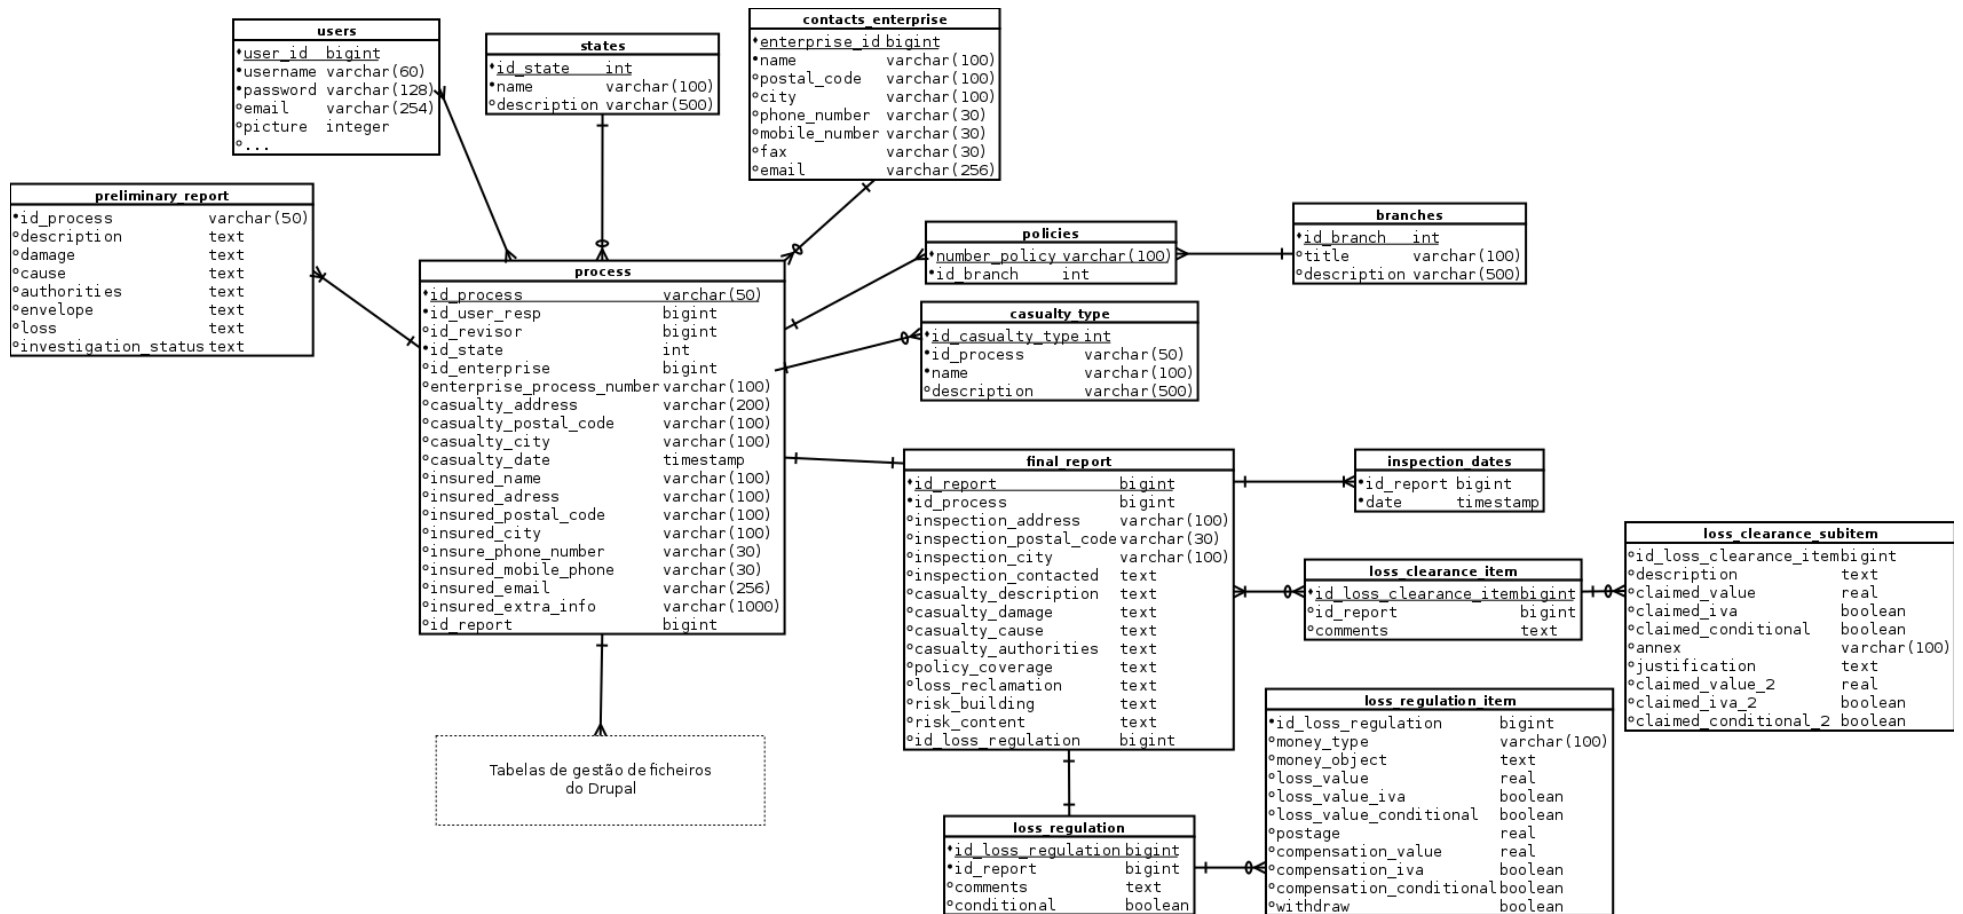 users
user_id bigint
username varchar(60)
password varchar(128)
email varchar(254)
picture integer
...
states
id_state int
name varchar(100)
description varchar(500)
contacts_enterprise
enterprise_id bigint
name varchar(100)
postal_code varchar(100)
city varchar(100)
phone_number varchar(30)
mobile_number varchar(30)
fax varchar(30)
email varchar(256)
preliminary_report
id_process varchar(50)
description text
damage text
cause text
authorities text
envelope text
loss text
investigation_status text
process
id_process varchar(50)
id_user_resp bigint
id_revisor bigint
id_state int
id_enterprise bigint
enterprise_process_number varchar(100)
casualty_address varchar(200)
casualty_postal_code varchar(100)
casualty_city varchar(100)
casualty_date timestamp
insured_name varchar(100)
insured_adress varchar(100)
insured_postal_code varchar(100)
insured_city varchar(100)
insure_phone_number varchar(30)
insured_mobile_phone varchar(30)
insured_email varchar(256)
insured_extra_info varchar(1000)
id_report bigint
policies
number_policy varchar(100)
id_branch int
branches
id_branch int
title varchar(100)
description varchar(500)
casualty_type
id_casualty_type int
id_process varchar(50)
name varchar(100)
description varchar(500)
final_report
id_report bigint
id_process bigint
inspection_address varchar(100)
inspection_postal_code varchar(30)
inspection_city varchar(100)
inspection_contacted text
casualty_description text
casualty_damage text
casualty_cause text
casualty_authorities text
policy_coverage text
loss_reclamation text
risk_building text
risk_content text
id_loss_regulation bigint
inspection_dates
id_report bigint
date timestamp
loss_clearance_item
id_loss_clearance_item bigint
id_report bigint
comments text
loss_clearance_subitem
id_loss_clearance_item bigint
description text
claimed_value real
claimed_iva boolean
claimed_conditional boolean
annex varchar(100)
justification text
claimed_value_2 real
claimed_iva_2 boolean
claimed_conditional_2 boolean
loss_regulation_item
id_loss_regulation bigint
money_type varchar(100)
money_object text
loss_value real
loss_value_iva boolean
loss_value_conditional boolean
postage real
compensation_value real
compensation_iva boolean
compensation_conditional boolean
withdraw boolean
loss_regulation
id_loss_regulation bigint
id_report bigint
comments text
conditional boolean
Tabelas de gestão de ficheiros
do Drupal